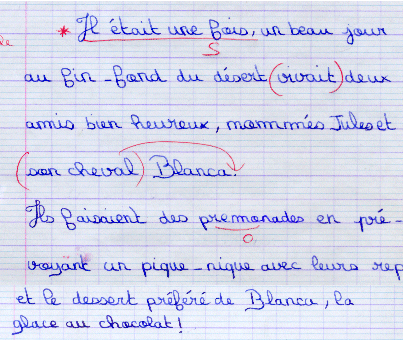 * Il était une fois, un beau jour
S
au fin-fond du désert (vivait) deux
amis bien heureux, nommés Jules et
(son cheval) Blanca.
Ils faisaient des premonades en pré-
o
voyant un pique-nique avec leurs rep
et le dessert préféré de Blanca, la
glace au chocolat!